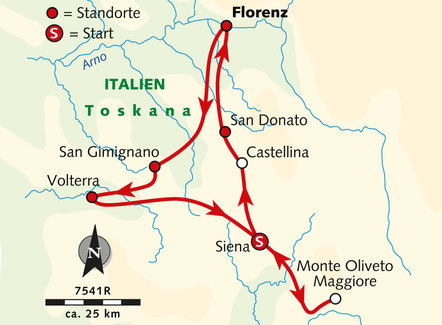 = Standorte
S = Start
Florenz
Arno
ITALIEN
Toskana
San Donato
San Gimignano
Castellina
Volterra
Siena S
Monte Oliveto
Maggiore
N
7541R
ca. 25 km